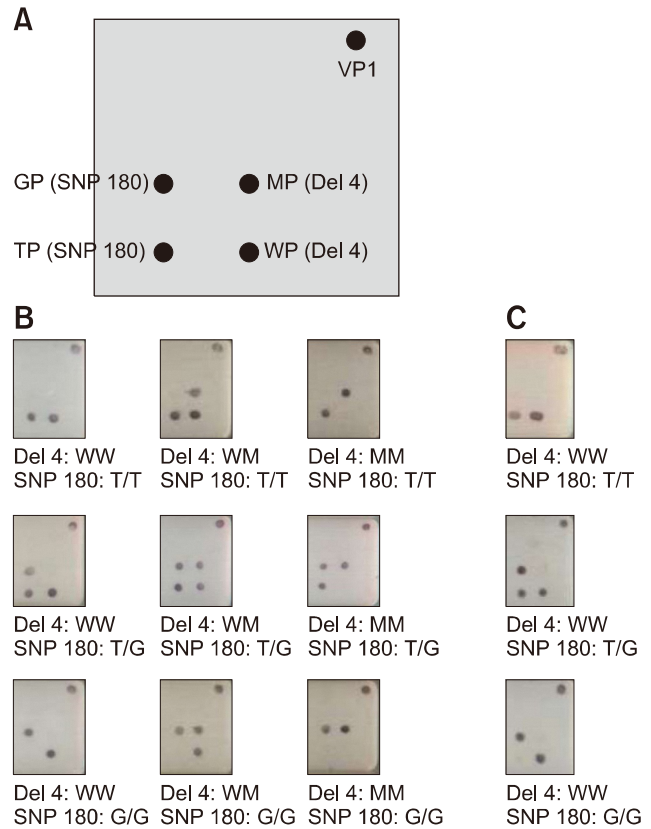 A
VP1
GP (SNP 180)
MP (Del 4)
TP (SNP 180)
WP (Del 4)
B
C
Del 4: WW
SNP 180: T/T
Del 4: WM
SNP 180: T/T
Del 4: MM
SNP 180: T/T
Del 4: WW
SNP 180: T/T
Del 4: WW
SNP 180: T/G
Del 4: WM
SNP 180: T/G
Del 4: MM
SNP 180: T/G
Del 4: WW
SNP 180: T/G
Del 4: WW
SNP 180: G/G
Del 4: WM
SNP 180: G/G
Del 4: MM
SNP 180: G/G
Del 4: WW
SNP 180: G/G